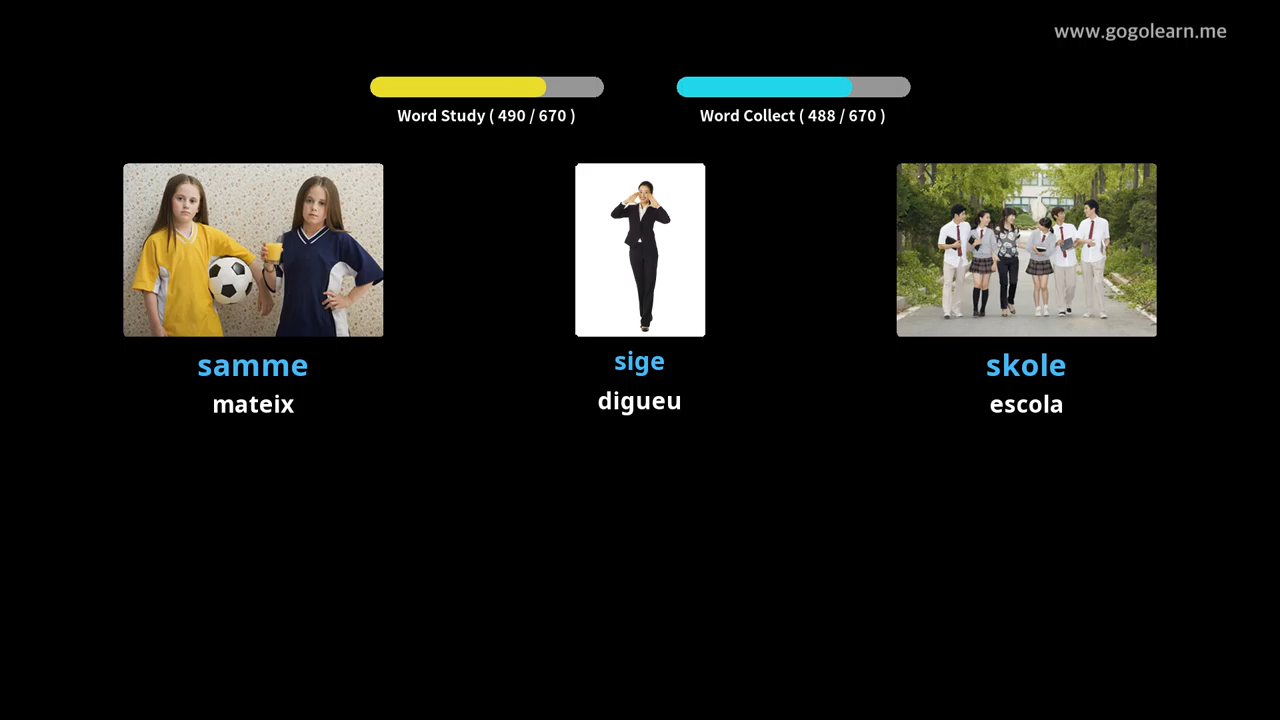 www.gogolearn.me
Word Study ( 490 / 670 )
Word Collect ( 488 / 670 )
samme
mateix
sige
digueu
skole
escola